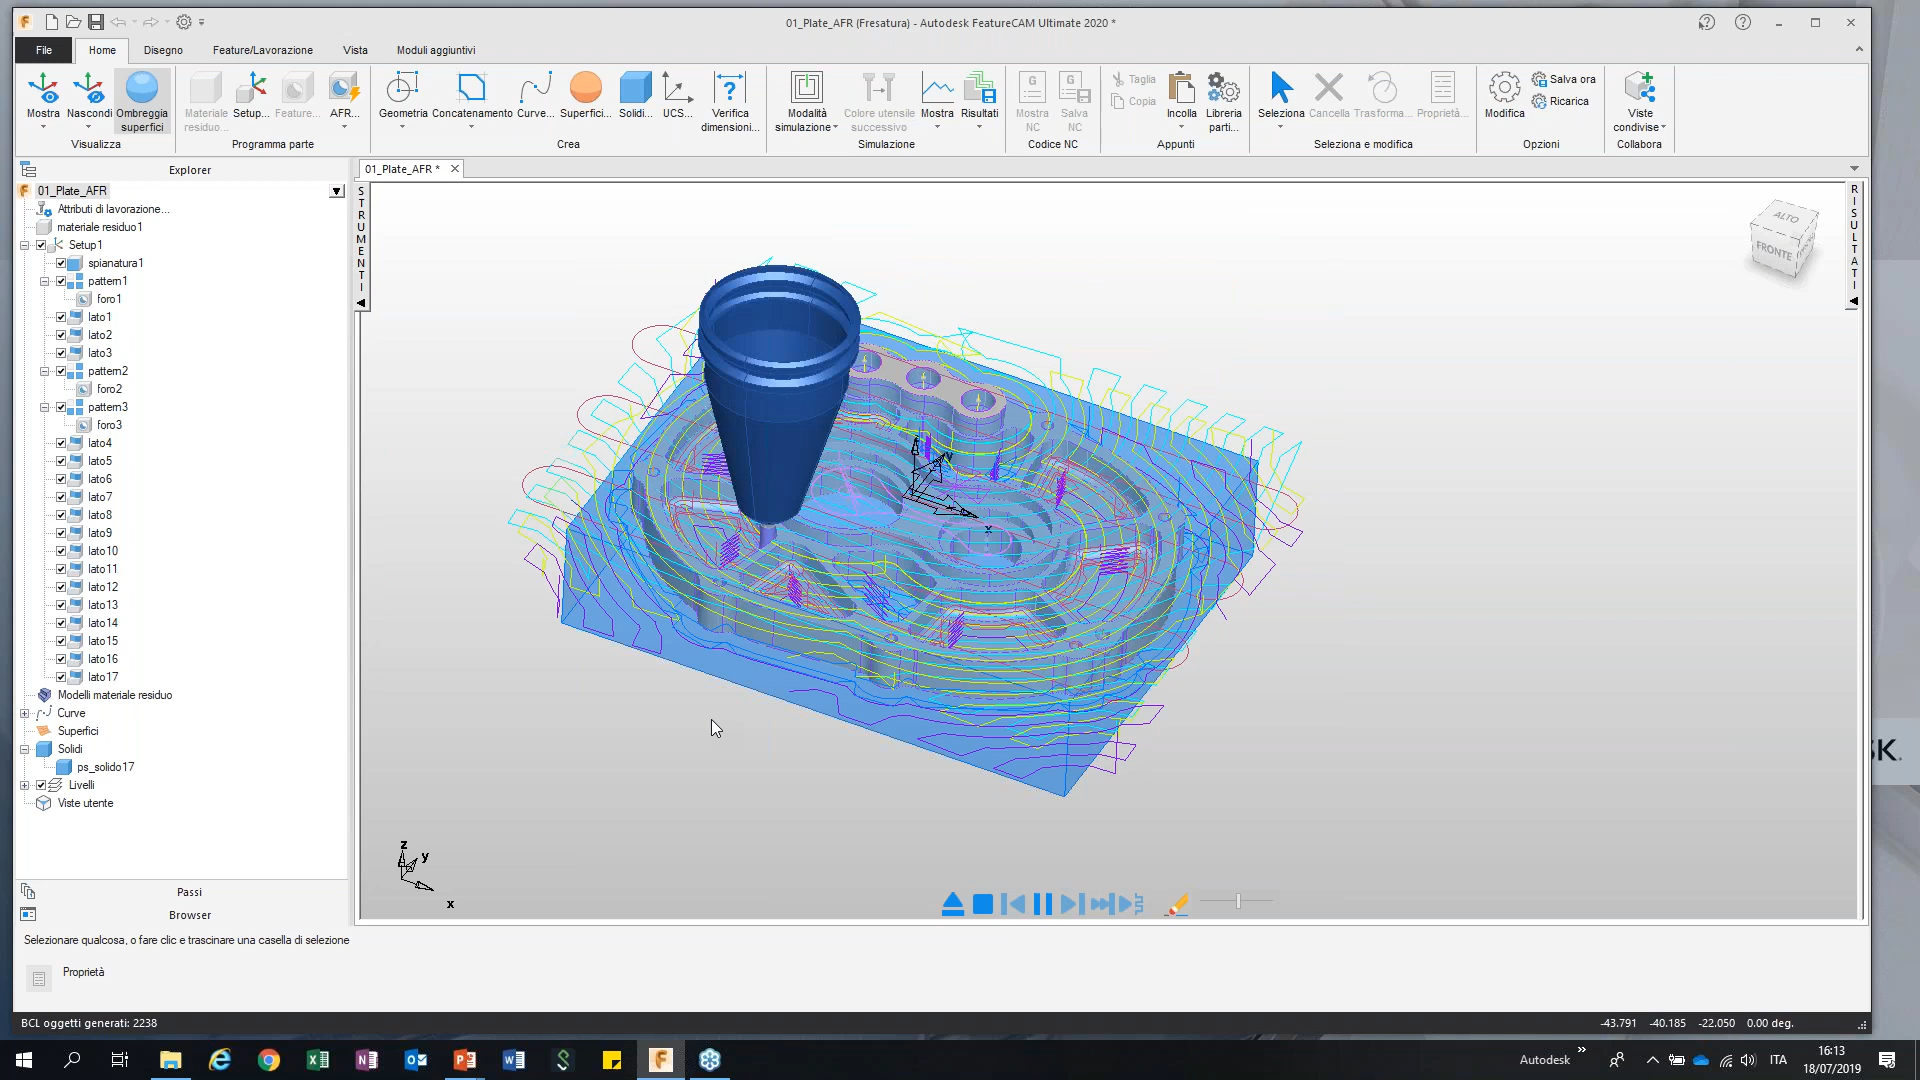 01_Plate_AFR (Fresatura) - Autodesk FeatureCAM Ultimate 2020 *
File Home Disegno Feature/Lavorazione Vista Moduli aggiuntivi
Mostra
Nascondi
Ombreggia
superfici
Visualizza
Materiale
residuo...
Setup...
Feature...
AFR...
Programma parte
Geometria
Concatenamento
Curve...
Superfici...
Solidi...
UCS...
Verifica
dimensioni...
Crea
Modalità
simulazione
Colore utensile
successivo
Mostra
Risultati
Simulazione
Mostra
NC
Salva
NC
Codice NC
Taglia
Copia
Incolla
Libreria
parti...
Appunti
Seleziona
Cancella
Trasforma...
Proprietà...
Seleziona e modifica
Modifica
Salva ora
Ricarica
Opzioni
Viste
condivise
Collabora
Explorer
01_Plate_AFR *
01_Plate_AFR
Attributi di lavorazione...
materiale residuo1
Setup1
spianatura1
pattern1
foro1
lato1
lato2
lato3
pattern2
foro2
pattern3
foro3
lato4
lato5
lato6
lato7
lato8
lato9
lato10
lato11
lato12
lato13
lato14
lato15
lato16
lato17
Modelli materiale residuo
Curve
Superfici
Solidi
ps_solido17
Livelli
Viste utente
Passi
Browser
STRUMENTI
RISULTATI
ALTO
FRONTE
Y
X
z
y
x
Selezionare qualcosa, o fare clic e trascinare una casella di selezione
Proprietà
BCL oggetti generati: 2238
-43.791 -40.185 -22.050 0.00 deg.
SK.
Autodesk
ITA
16:13
18/07/2019